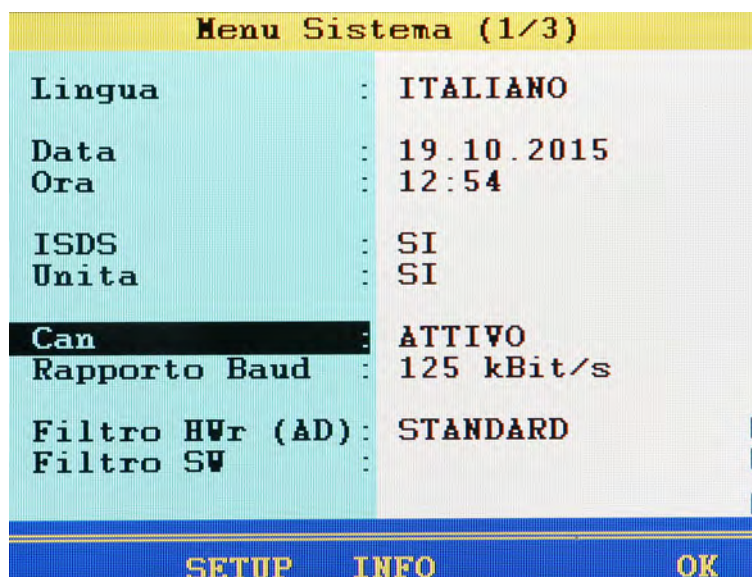 Menu Sistema (1/3)
Lingua : ITALIANO
Data : 19.10.2015
Ora : 12:54
ISDS : SI
Unita : SI
Can : ATTIVO
Rapporto Baud : 125 kBit/s
Filtro HWr (AD): STANDARD
Filtro SW :
SETUP INFO OK